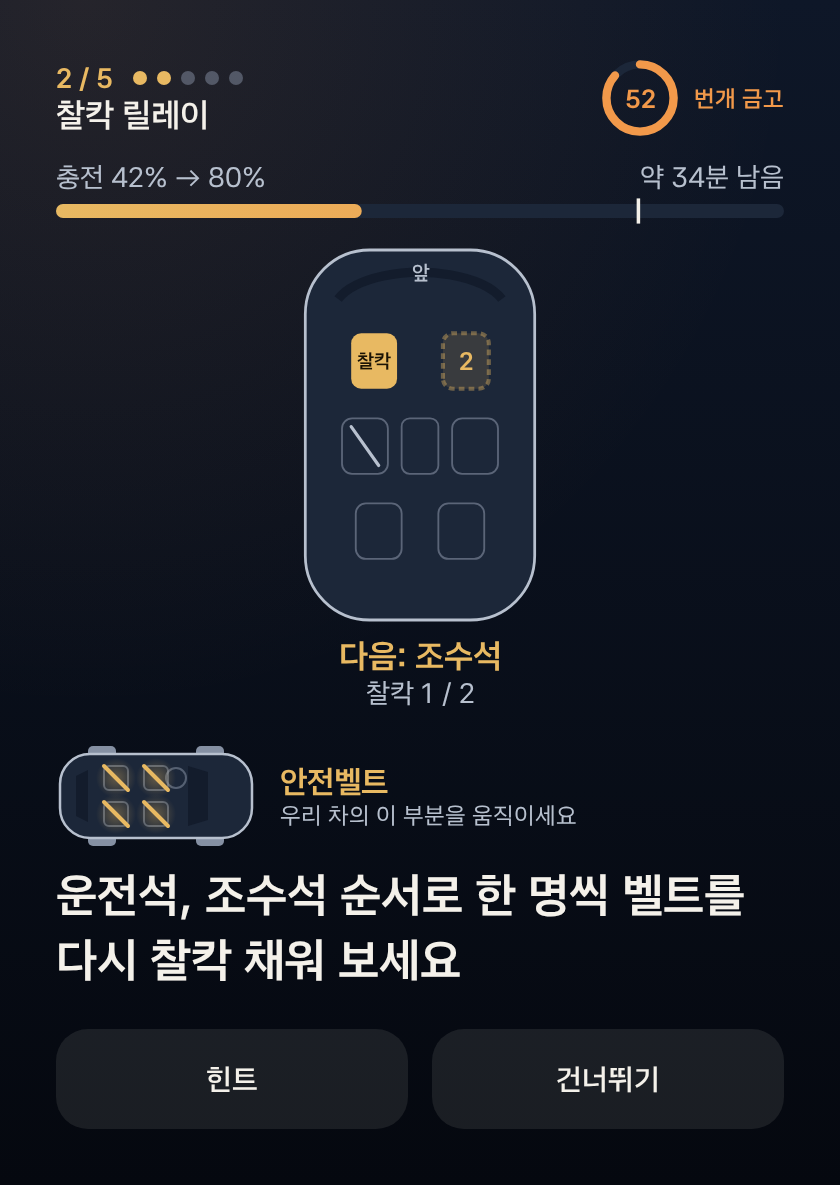 2 / 5
찰칵 릴레이
52
번개 금고
충전 42% → 80%
약 34분 남음
앞
찰칵
2
다음: 조수석
찰칵 1 / 2
안전벨트
우리 차의 이 부분을 움직이세요
운전석, 조수석 순서로 한 명씩 벨트를
다시 찰칵 채워 보세요
힌트
건너뛰기